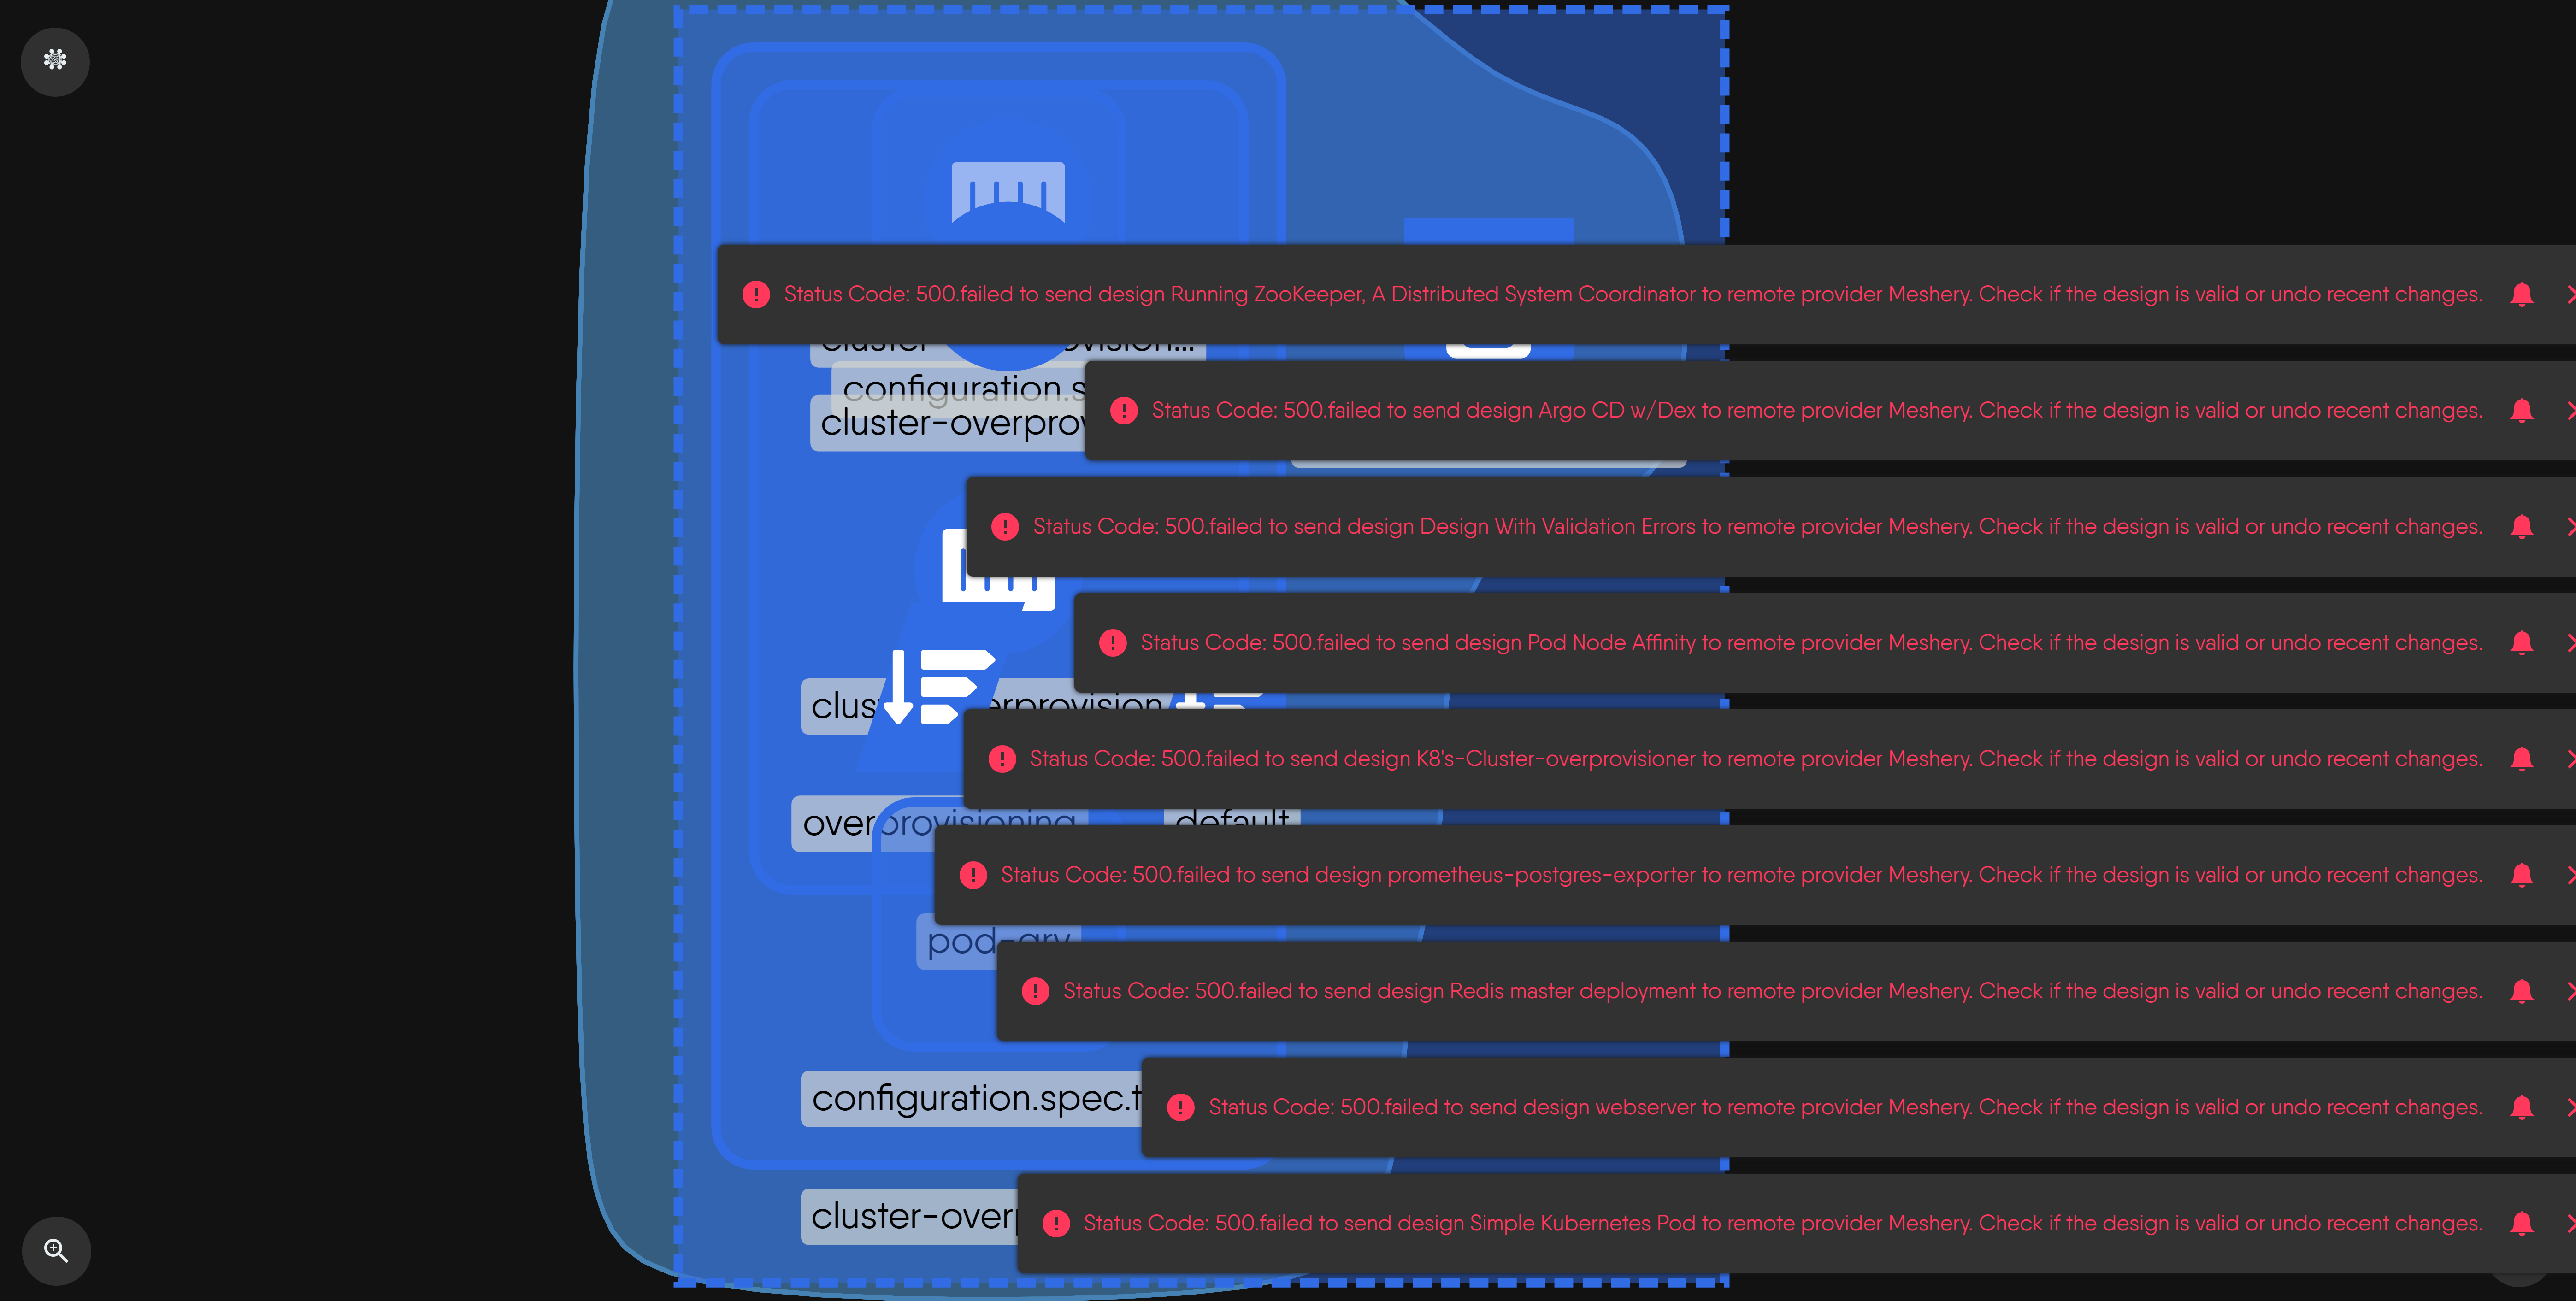 Status Code: 500.failed to send design Running ZooKeeper, A Distributed System Coordinator to remote provider Meshery. Check if the design is valid or undo recent changes.
configuration.s
Status Code: 500.failed to send design Argo CD w/Dex to remote provider Meshery. Check if the design is valid or undo recent changes.
cluster-overprov
Status Code: 500.failed to send design Design With Validation Errors to remote provider Meshery. Check if the design is valid or undo recent changes.
Status Code: 500.failed to send design Pod Node Affinity to remote provider Meshery. Check if the design is valid or undo recent changes.
clus erprovision
Status Code: 500.failed to send design K8's-Cluster-overprovisioner to remote provider Meshery. Check if the design is valid or undo recent changes.
overprovisioning default
Status Code: 500.failed to send design prometheus-postgres-exporter to remote provider Meshery. Check if the design is valid or undo recent changes.
Status Code: 500.failed to send design Redis master deployment to remote provider Meshery. Check if the design is valid or undo recent changes.
configuration.spec.t
Status Code: 500.failed to send design webserver to remote provider Meshery. Check if the design is valid or undo recent changes.
cluster-over
Status Code: 500.failed to send design Simple Kubernetes Pod to remote provider Meshery. Check if the design is valid or undo recent changes.